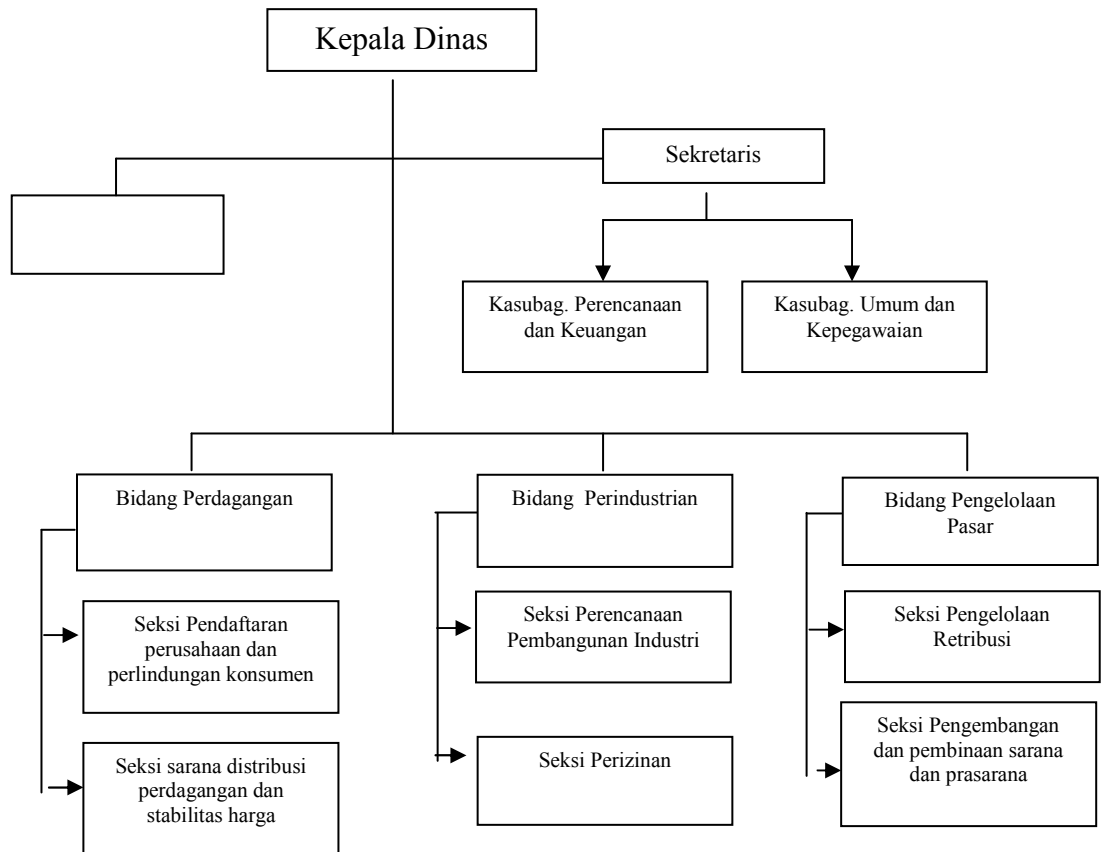 Kepala Dinas
Sekretaris
Kasubag. Perencanaan
dan Keuangan
Kasubag. Umum dan
Kepegawaian
Bidang Perdagangan
Seksi Pendaftaran
perusahaan dan
perlindungan konsumen
Seksi sarana distribusi
perdagangan dan
stabilitas harga
Bidang Perindustrian
Seksi Perencanaan
Pembangunan Industri
Seksi Perizinan
Bidang Pengelolaan
Pasar
Seksi Pengelolaan
Retribusi
Seksi Pengembangan
dan pembinaan sarana
dan prasarana